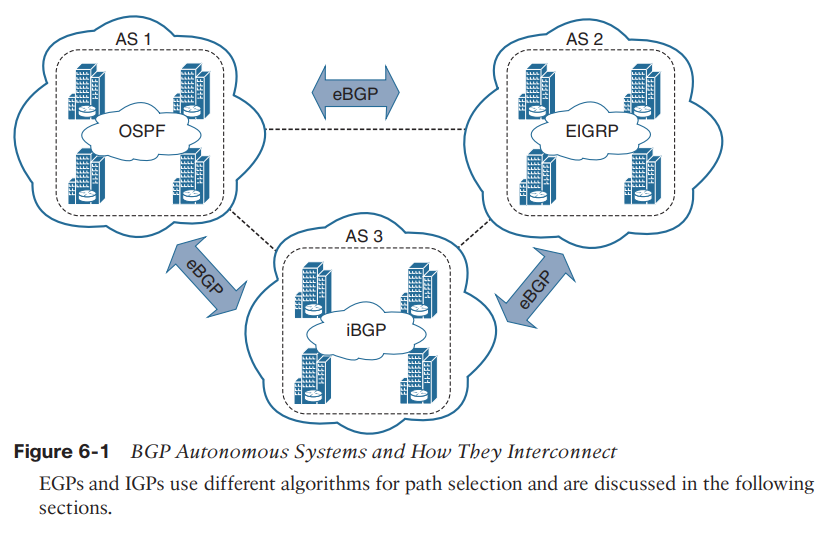 AS 1
AS 2
eBGP
OSPF
EIGRP
AS 3
eBGP
eBGP
iBGP
Figure 6-1 BGP Autonomous Systems and How They Interconnect
EGPs and IGPs use different algorithms for path selection and are discussed in the following
sections.